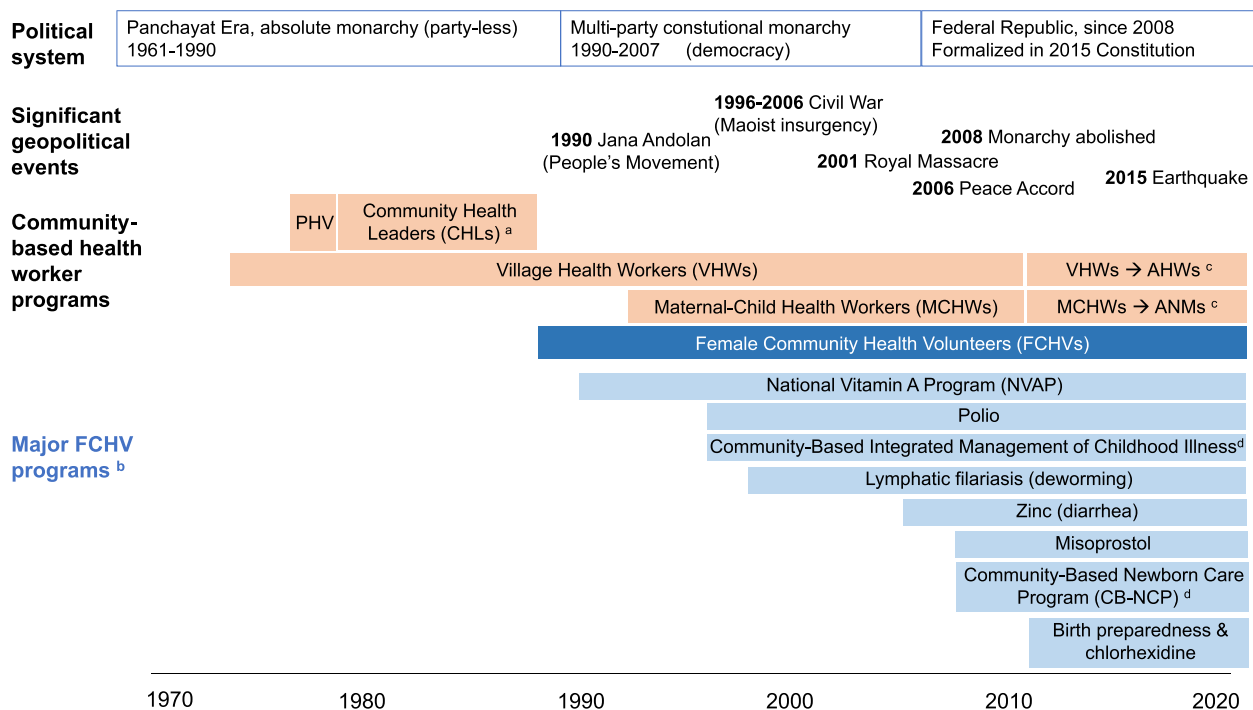 Political
system
Panchayat Era, absolute monarchy (party-less)
1961-1990
Multi-party constutional monarchy
1990-2007 (democracy)
Federal Republic, since 2008
Formalized in 2015 Constitution
Significant
geopolitical
events
1990 Jana Andolan
(People’s Movement)
1996-2006 Civil War
(Maoist insurgency)
2001 Royal Massacre
2006 Peace Accord
2008 Monarchy abolished
2015 Earthquake
Community-
based health
worker
programs
PHV
Community Health
Leaders (CHLs) a
Village Health Workers (VHWs)
VHWs → AHWs c
Maternal-Child Health Workers (MCHWs)
MCHWs → ANMs c
Female Community Health Volunteers (FCHVs)
Major FCHV
programs b
National Vitamin A Program (NVAP)
Polio
Community-Based Integrated Management of Childhood Illnessd
Lymphatic filariasis (deworming)
Zinc (diarrhea)
Misoprostol
Community-Based Newborn Care
Program (CB-NCP) d
Birth preparedness &
chlorhexidine
1970
1980
1990
2000
2010
2020